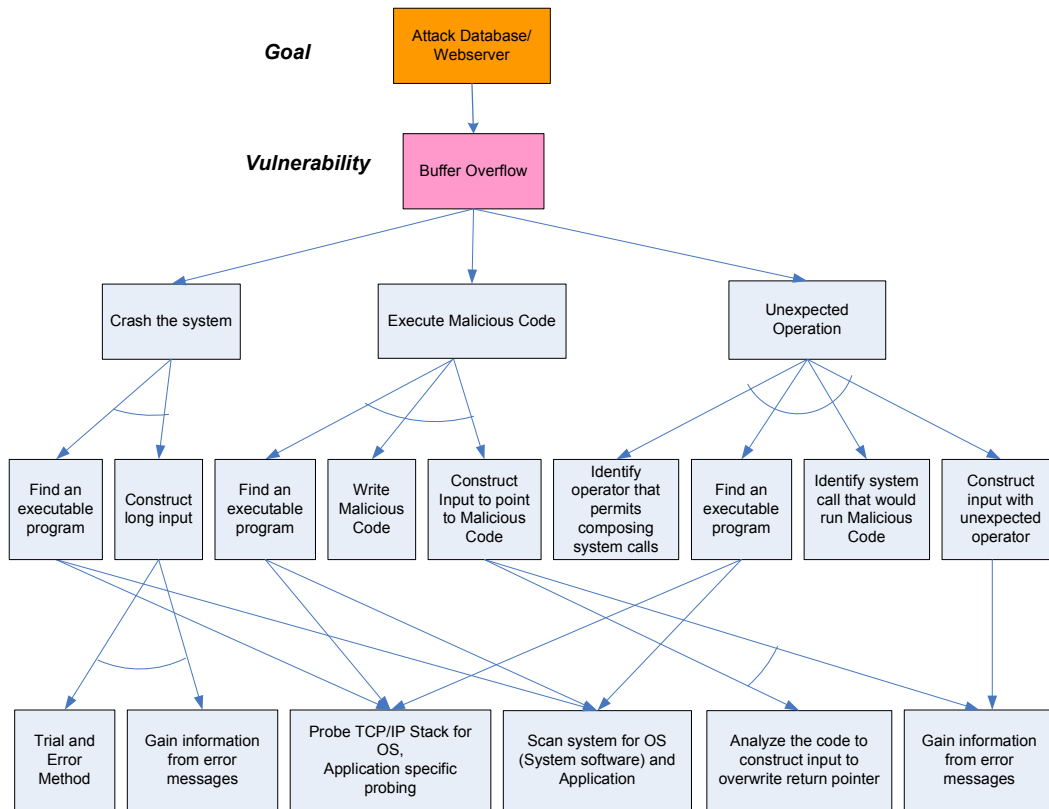 Goal
Attack Database/
Webserver
Vulnerability
Buffer Overflow
Crash the system
Execute Malicious Code
Unexpected
Operation
Find an
executable
program
Construct
long input
Find an
executable
program
Write
Malicious
Code
Construct
Input to point
to Malicious
Code
Identify
operator that
permits
composing
system calls
Find an
executable
program
Identify system
call that would
run Malicious
Code
Construct
input with
unexpected
operator
Trial and
Error
Method
Gain information
from error
messages
Probe TCP/IP Stack for
OS,
Application specific
probing
Scan system for OS
(System software) and
Application
Analyze the code to
construct input to
overwrite return pointer
Gain information
from error
messages